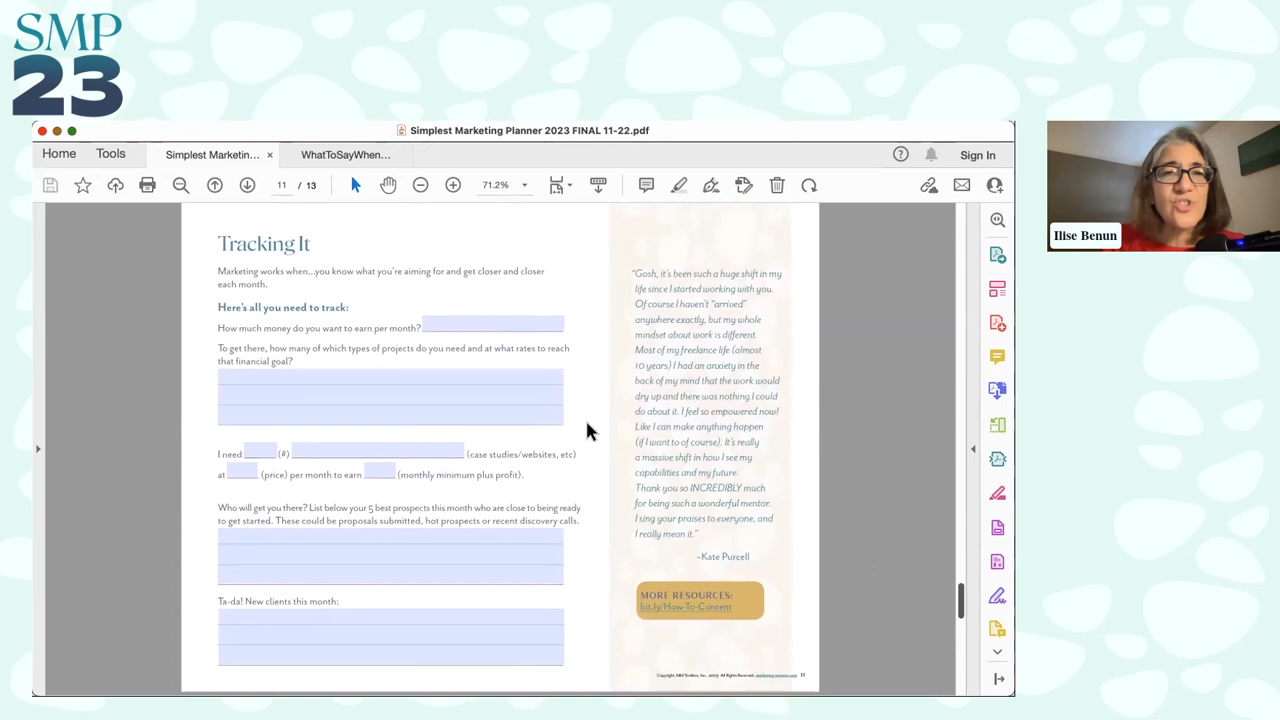 SMP
23
Simplest Marketing Planner 2023 FINAL 11-22.pdf
Home
Tools
Simplest Marketin...
×
WhatToSayWhen...
Sign In
11 / 13
71.2%
Tracking It
Marketing works when...you know what you're aiming for and get closer and closer
each month.
Here's all you need to track:
How much money do you want to earn per month?
To get there, how many of which types of projects do you need and at what rates to reach
that financial goal?
I need (#) (case studies/websites, etc)
at (price) per month to earn (monthly minimum plus profit).
Who will get you there? List below your 5 best prospects this month who are close to being ready
to get started. These could be proposals submitted, hot prospects or recent discovery calls.
Ta-da! New clients this month:
"Gosh, it's been such a huge shift in my
life since I started working with you.
Of course I haven't "arrived"
anywhere exactly, but my whole
mindset about work is different.
Most of my freelance life (almost
10 years) I had an anxiety in the
back of my mind that the work would
dry up and there was nothing I could
do about it. I feel so empowered now!
Like I can make anything happen
(if I want to of course). It's really
a massive shift in how I see my
capabilities and my future.
Thank you so INCREDIBLY much
for being such a wonderful mentor.
I sing your praises to everyone, and
I really mean it."
~Kate Purcell
MORE RESOURCES:
bit.ly/How-To-Content
11
Ilise Benun